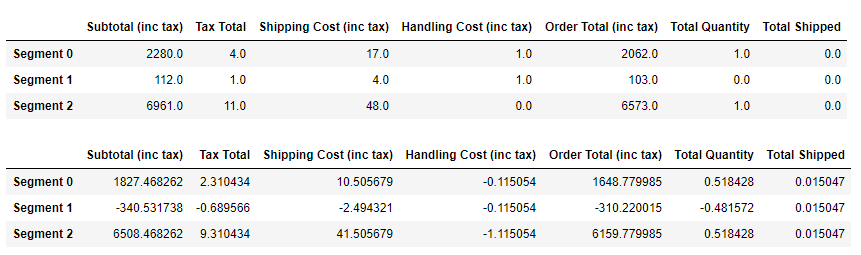 Subtotal (inc tax) Tax Total Shipping Cost (inc tax) Handling Cost (inc tax) Order Total (inc tax) Total Quantity Total Shipped
Segment 0 2280.0 4.0 17.0 1.0 2062.0 1.0 0.0
Segment 1 112.0 1.0 4.0 1.0 103.0 0.0 0.0
Segment 2 6961.0 11.0 48.0 0.0 6573.0 1.0 0.0
Subtotal (inc tax) Tax Total Shipping Cost (inc tax) Handling Cost (inc tax) Order Total (inc tax) Total Quantity Total Shipped
Segment 0 1827.468262 2.310434 10.505679 -0.115054 1648.779985 0.518428 0.015047
Segment 1 -340.531738 -0.689566 -2.494321 -0.115054 -310.220015 -0.481572 0.015047
Segment 2 6508.468262 9.310434 41.505679 -1.115054 6159.779985 0.518428 0.015047